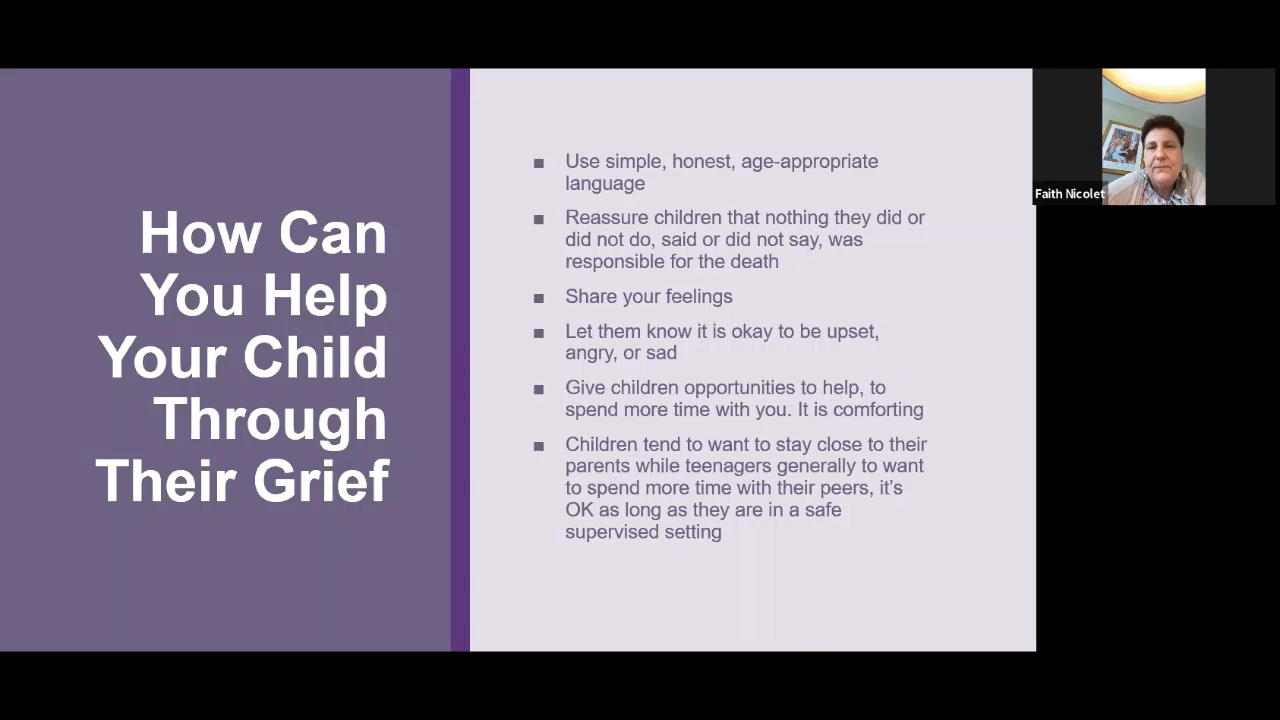 How Can
You Help
Your Child
Through
Their Grief
■ Use simple, honest, age-appropriate
language
■ Reassure children that nothing they did or
did not do, said or did not say, was
responsible for the death
■ Share your feelings
■ Let them know it is okay to be upset,
angry, or sad
■ Give children opportunities to help, to
spend more time with you. It is comforting
■ Children tend to want to stay close to their
parents while teenagers generally to want
to spend more time with their peers, it's
OK as long as they are in a safe
supervised setting
Faith Nicolet